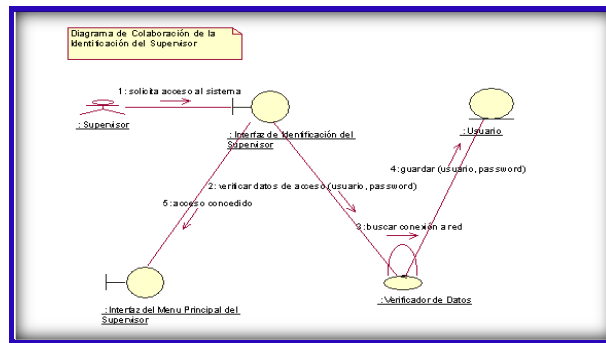 Diagrama de Colaboración de la
Identificación del Supervisor
1: solicita acceso al sistema
: Supervisor
: Interfaz de Identificación del
Supervisor
: Usuario
4: guardar (usuario, password)
2: verificar datos de acceso (usuario, password)
5: acceso concedido
3: buscar conexión a red
: Interfaz del Menu Principal del
Supervisor
: Verificador de Datos